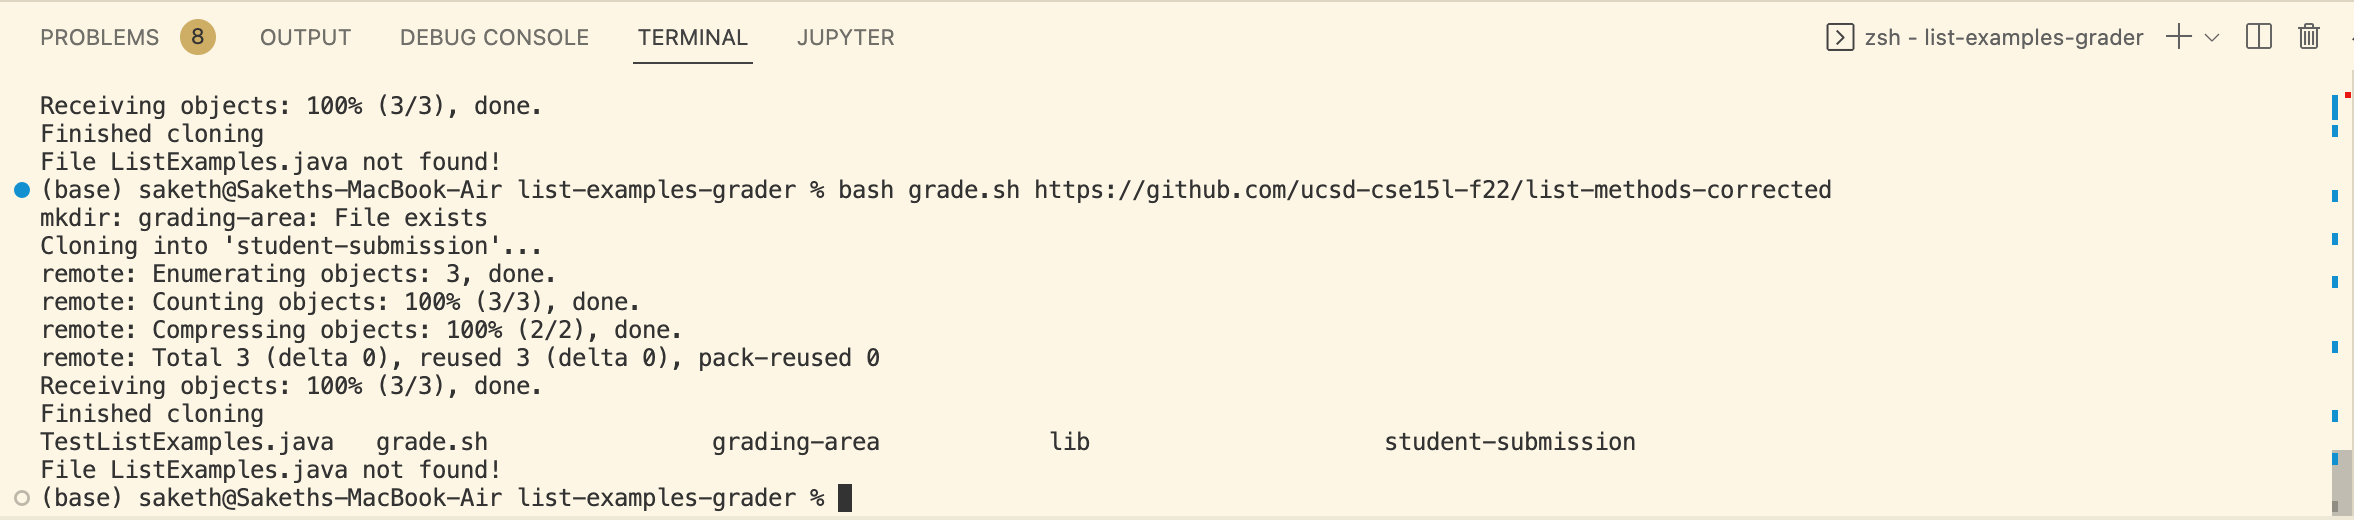 PROBLEMS 8 OUTPUT DEBUG CONSOLE TERMINAL JUPYTER zsh - list-examples-grader
Receiving objects: 100% (3/3), done.
Finished cloning
File ListExamples.java not found!
(base) saketh@Sakeths-MacBook-Air list-examples-grader % bash grade.sh https://github.com/ucsd-cse15l-f22/list-methods-corrected
mkdir: grading-area: File exists
Cloning into 'student-submission'...
remote: Enumerating objects: 3, done.
remote: Counting objects: 100% (3/3), done.
remote: Compressing objects: 100% (2/2), done.
remote: Total 3 (delta 0), reused 3 (delta 0), pack-reused 0
Receiving objects: 100% (3/3), done.
Finished cloning
TestListExamples.java grade.sh grading-area lib student-submission
File ListExamples.java not found!
(base) saketh@Sakeths-MacBook-Air list-examples-grader %